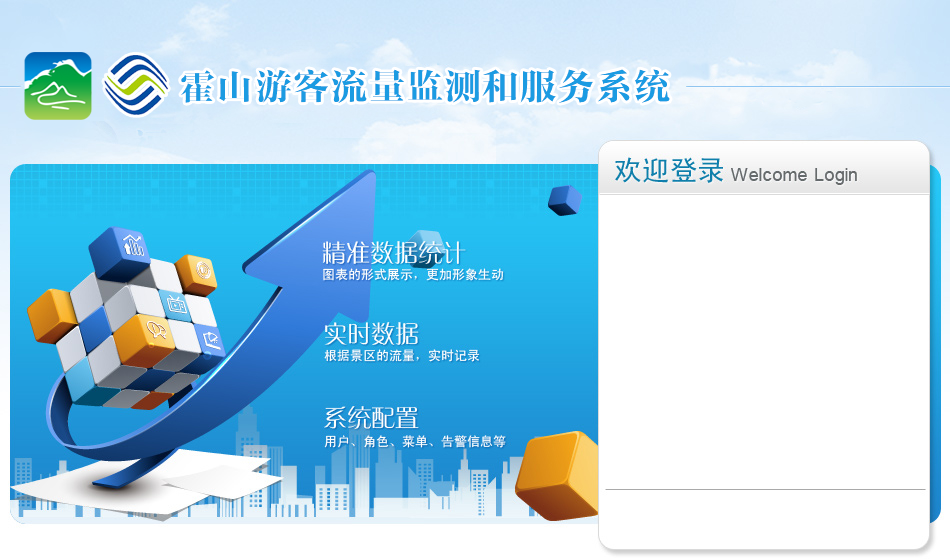 霍山游客流量监测和服务系统
欢迎登录 Welcome Login
精准数据统计
图表的形式展示，更加形象生动
实时数据
根据景区的流量，实时记录
系统配置
用户、角色、菜单、告警信息等